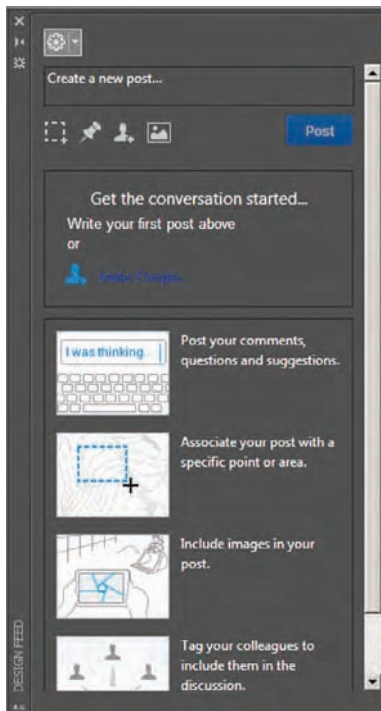 Create a new post...
Post
Get the conversation started...
Write your first post above
or
I was thinking
Post your comments,
questions and suggestions.
Associate your post with a
specific point or area.
Include images in your
post.
Tag your colleagues to
include them in the
discussion.
DESIGN FEED